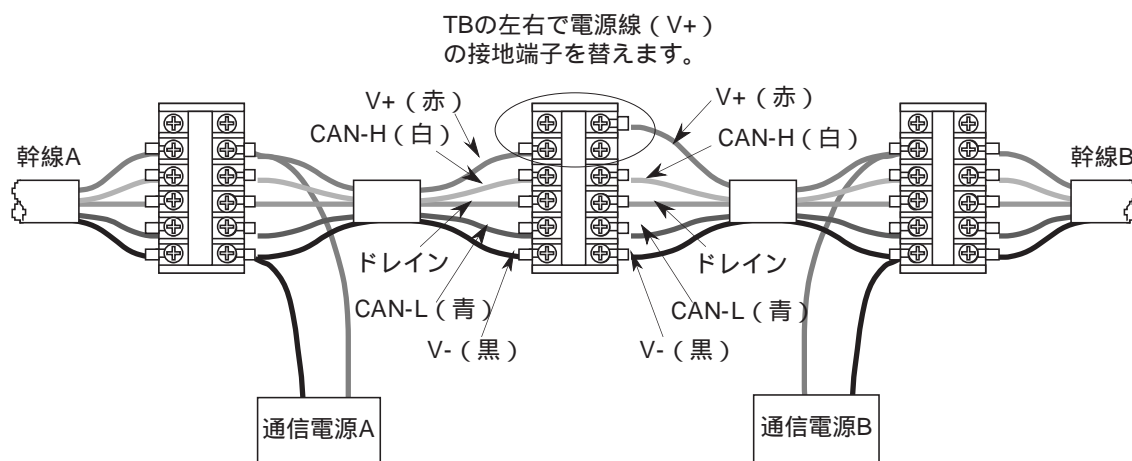 TBの左右で電源線（V+）
の接地端子を替えます。
V+（赤）
CAN-H（白）
V+（赤）
CAN-H（白）
幹線A
幹線B
ドレイン
CAN-L（青）
V-（黒）
ドレイン
CAN-L（青）
V-（黒）
通信電源A
通信電源B